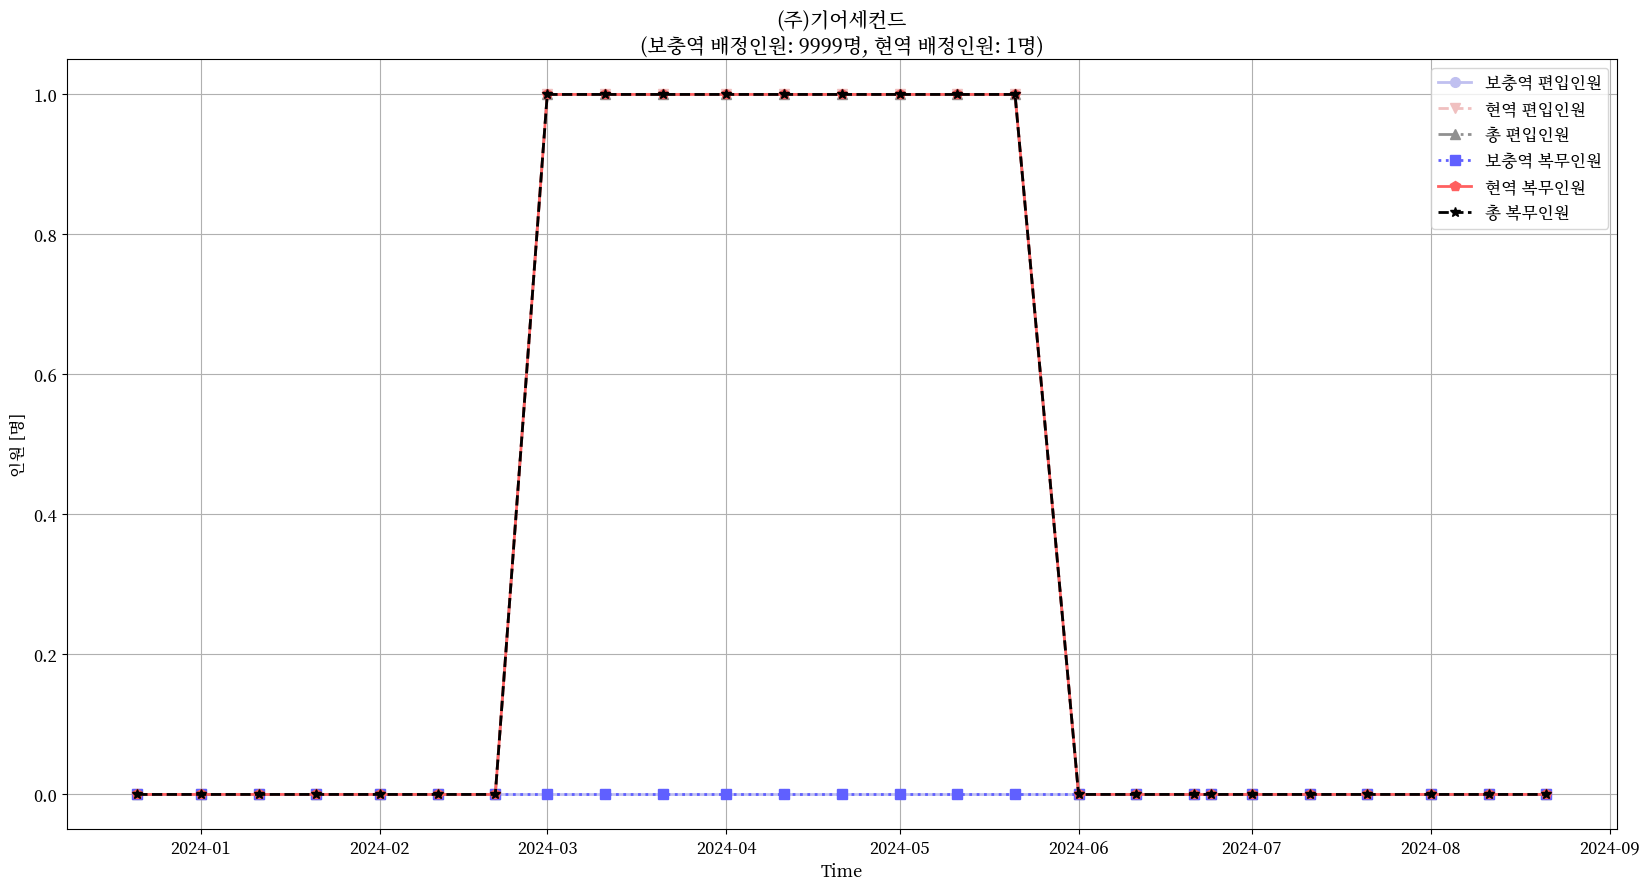 (주)기어세컨드
(보충역 배정인원: 9999명, 현역 배정인원: 1명)
보충역 편입인원
현역 편입인원
총 편입인원
보충역 복무인원
현역 복무인원
총 복무인원
인원 [명]
1.0
0.8
0.6
0.4
0.2
0.0
2024-01
2024-02
2024-03
2024-04
2024-05
2024-06
2024-07
2024-08
2024-09
Time